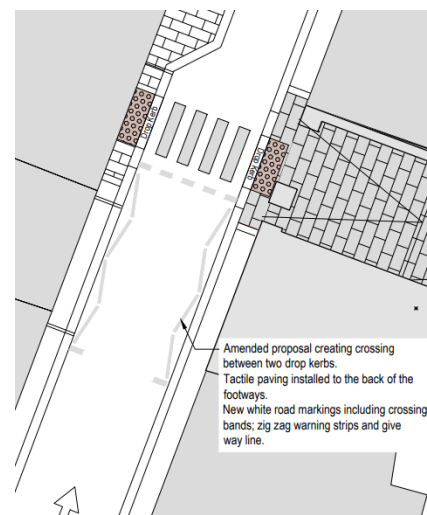 Drop Kerb
Drop Kerb
Amended proposal creating crossing
between two drop kerbs.
Tactile paving installed to the back of the
footways.
New white road markings including crossing
bands; zig zag warning strips and give
way line.